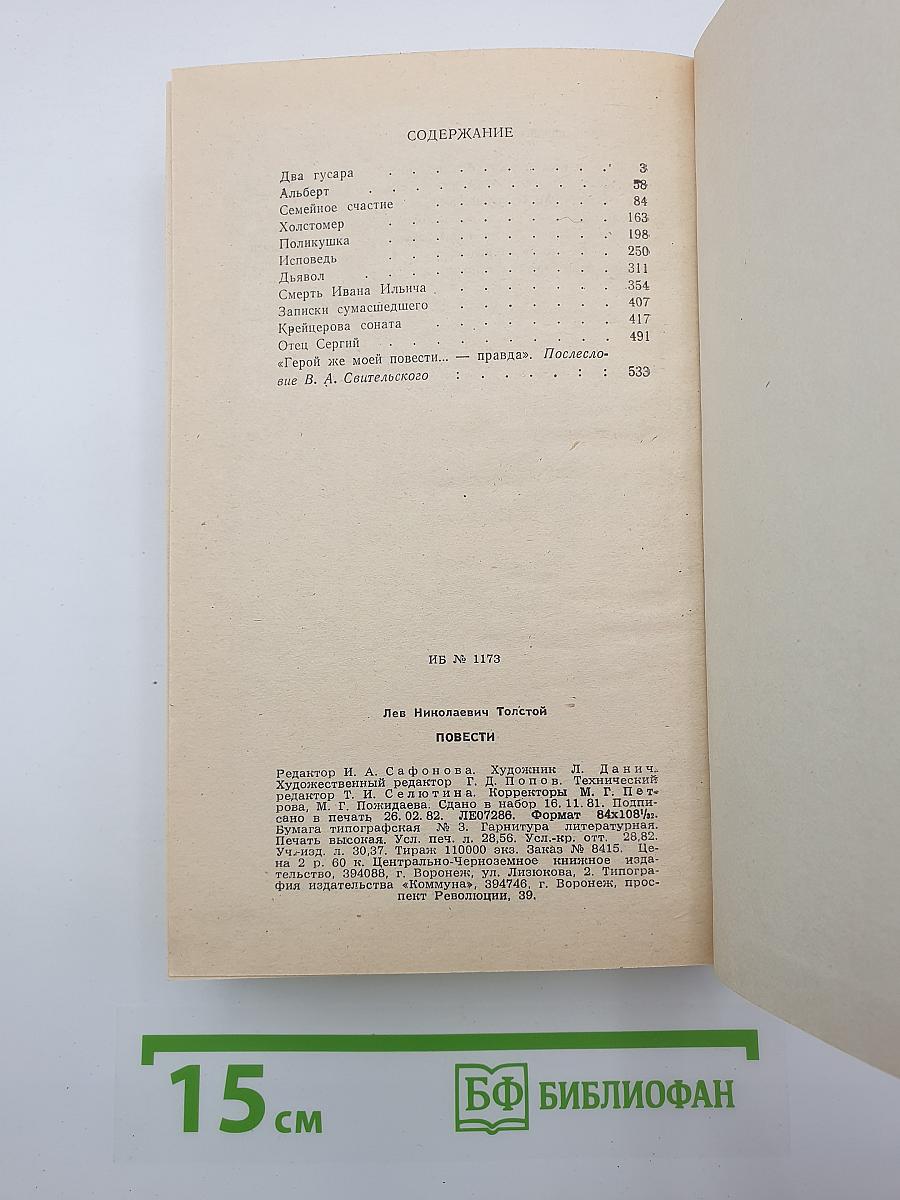 СОДЕРЖАНИЕ
Два гусара . . . . . . . . . . 3
Альберт . . . . . . . . . . . 58
Семейное счастие . . . . . . . . 84
Холстомер . . . . . . . . . . 163
Поликушка . . . . . . . . . . 198
Исповедь . . . . . . . . . . 250
Дьявол . . . . . . . . . . . 311
Смерть Ивана Ильича . . . . . . . 354
Записки сумасшедшего . . . . . . . 407
Крейцерова соната . . . . . . . . 417
Отец Сергий . . . . . . . . . . 491
«Герой же моей повести... — правда». Послесло-
вие В. А. Свительского : . . . . : : 533
ИБ № 1173
Лев Николаевич Толстой
ПОВЕСТИ
Редактор И. А. Сафонова. Художник Л. Данич.
Художественный редактор Г. Д. Попов. Технический
редактор Т. И. Селютина. Корректоры М. Г. Пет-
рова, М. Г. Пожидаева. Сдано в набор 16.11.81. Подпи-
сано в печать 26.02.82. ЛЕ07286. Формат 84х108¹/₃₂.
Бумага типографская № 3. Гарнитура литературная.
Печать высокая. Усл. печ. л. 28,56. Усл.-кр. отт. 28,82.
Уч.-изд. л. 30,37. Тираж 110000 экз. Заказ № 8415. Це-
на 2 р. 60 к. Центрально-Черноземное книжное изда-
тельство, 394088, г. Воронеж, ул. Лизюкова, 2. Типогра-
фия издательства «Коммуна», 394746, г. Воронеж, прос-
пект Революции, 39.
15 см
БФ БИБЛИОФАН